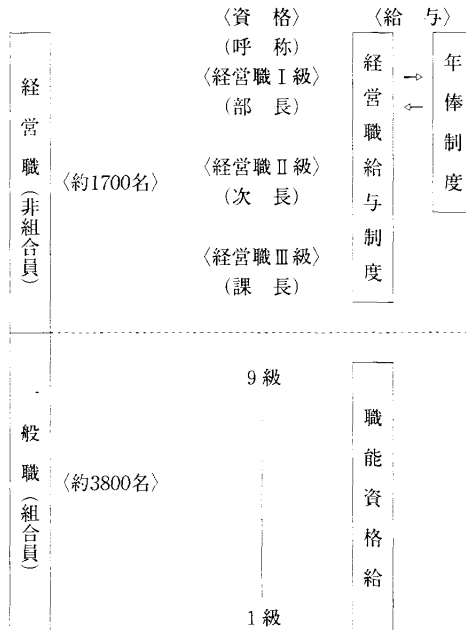 〈資　格〉　〈給　与〉
(呼　称)
〈経営職Ⅰ級〉
(部　長)
〈経営職Ⅱ級〉
(次　長)
〈経営職Ⅲ級〉
(課　長)
経営職(非組合員)
〈約1700名〉
経営職給与制度
→
←
年俸制度
9級
1級
一般職(組合員)
〈約3800名〉
職能資格給